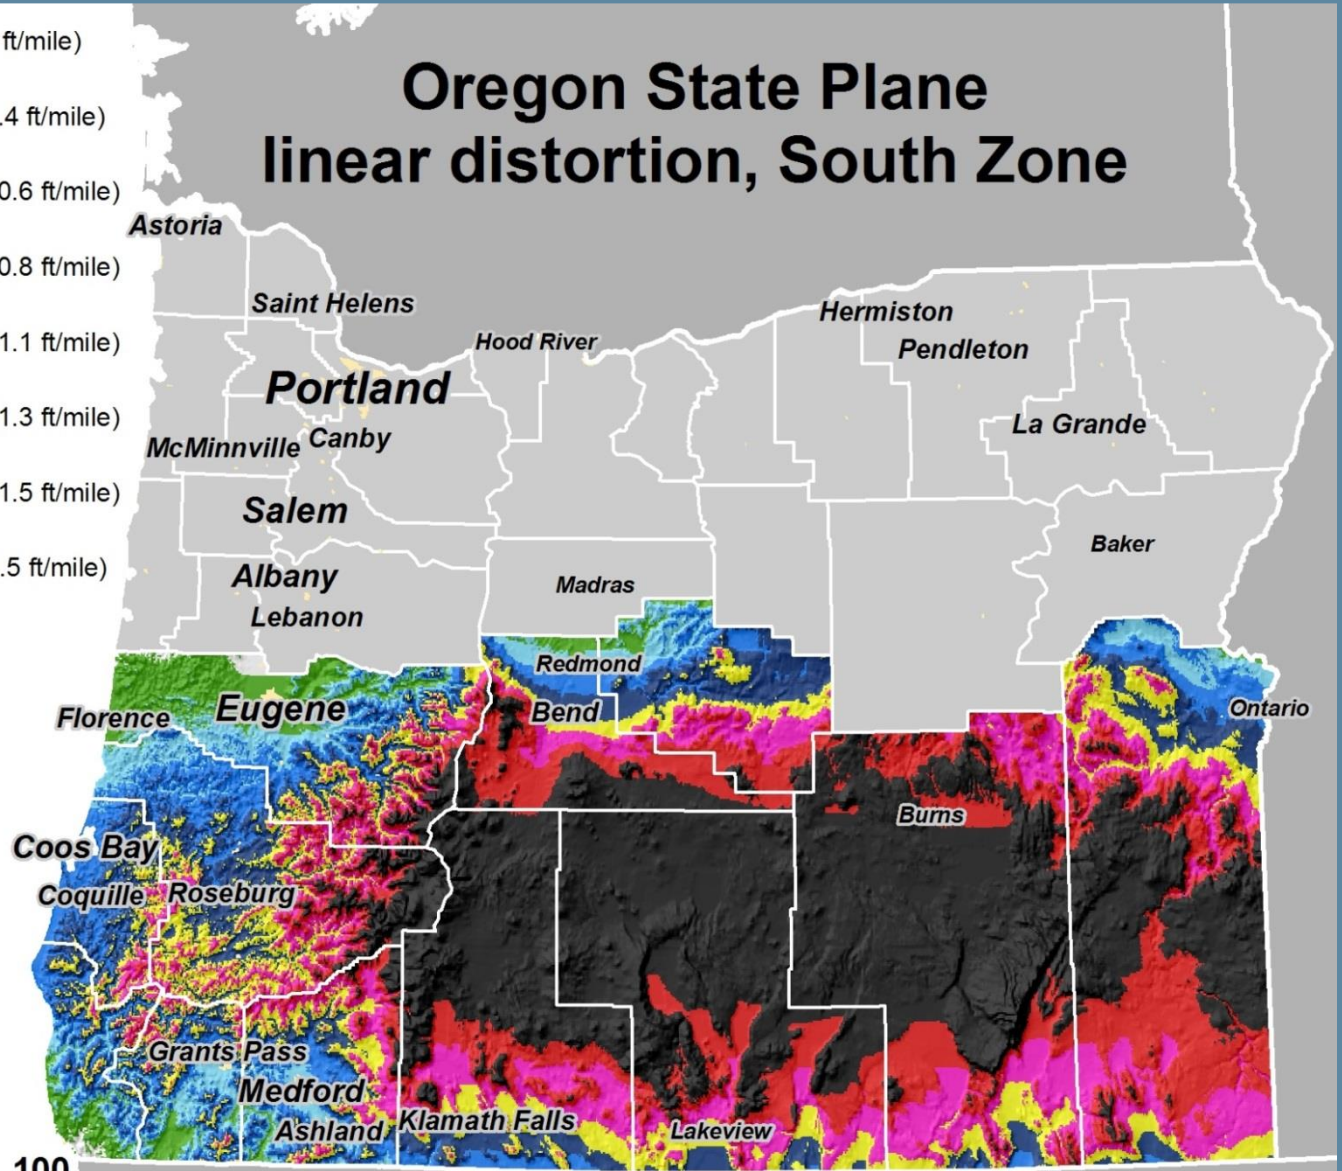 Oregon State Plane
linear distortion, South Zone
ft/mile)
.4 ft/mile)
0.6 ft/mile)
0.8 ft/mile)
1.1 ft/mile)
1.3 ft/mile)
1.5 ft/mile)
.5 ft/mile)
Astoria
Saint Helens
Hermiston
Hood River
Pendleton
Portland
La Grande
McMinnville
Canby
Salem
Baker
Albany
Madras
Lebanon
Redmond
Florence
Eugene
Bend
Ontario
Burns
Coos Bay
Coquille
Roseburg
Grants Pass
Medford
Klamath Falls
Ashland
Lakeview
100